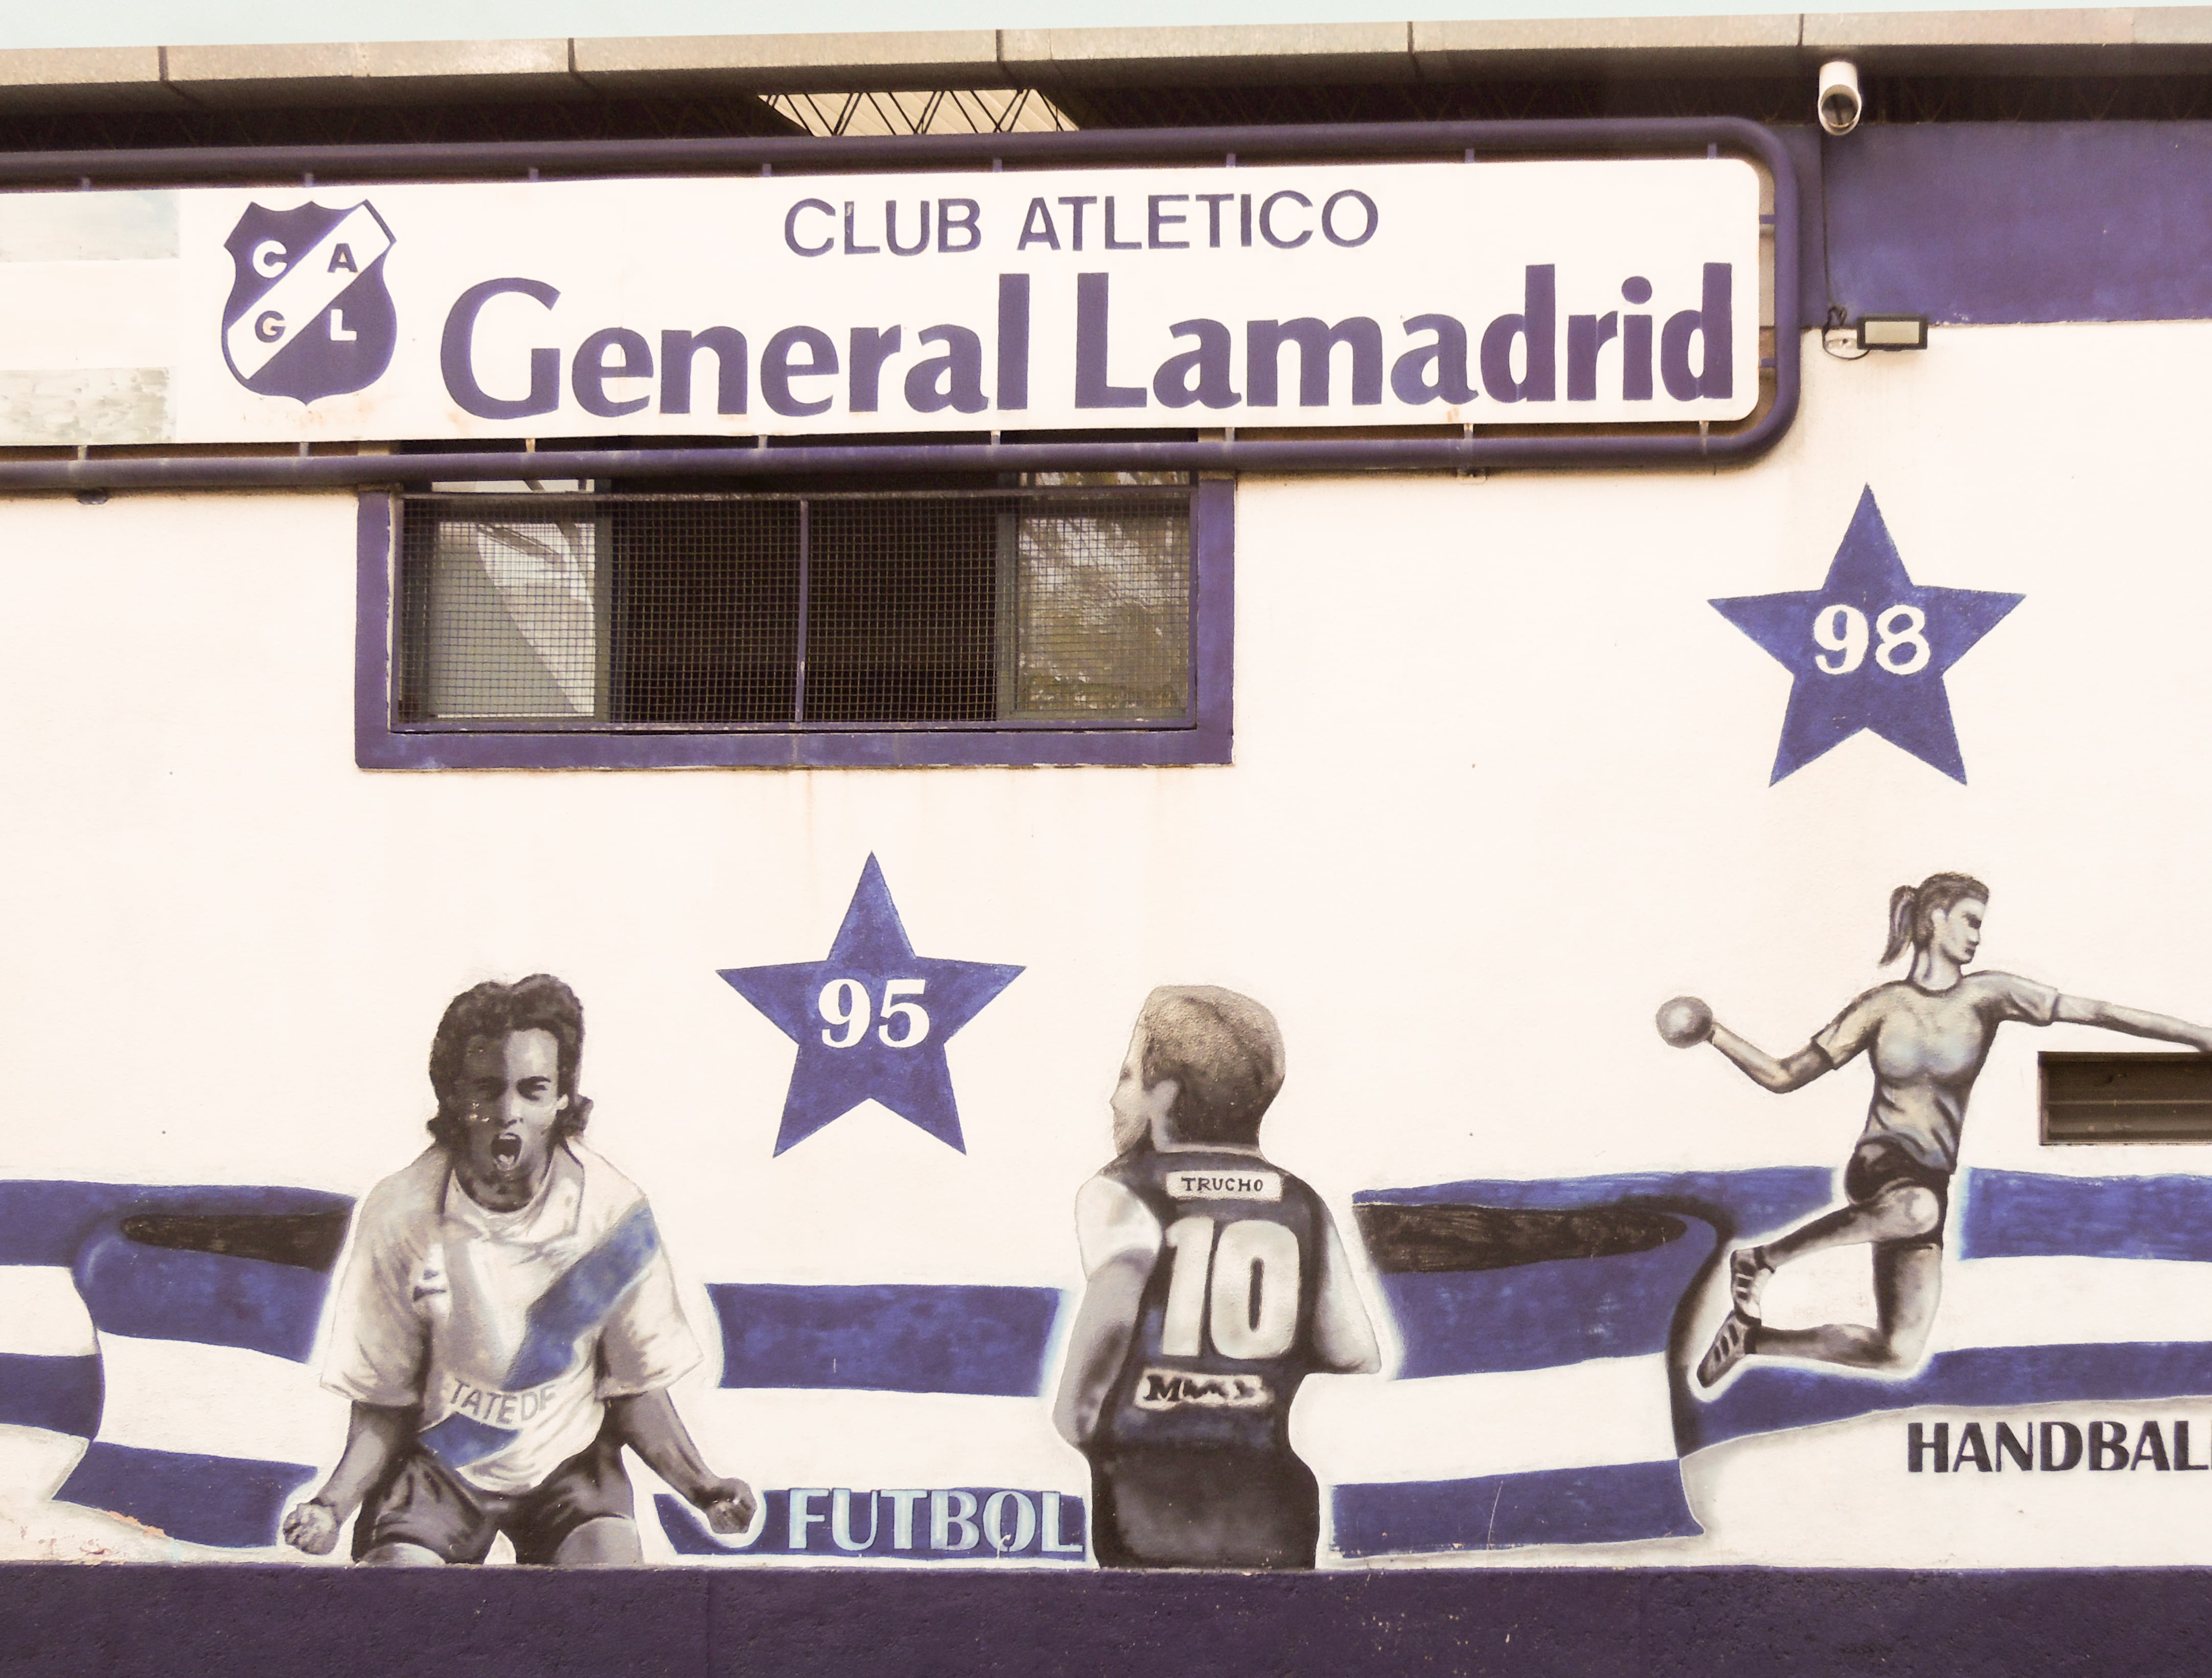 C A
G L
CLUB ATLETICO
General Lamadrid
98
95
TRUCHO
10
TATEDE
FUTBOL
HANDBAL